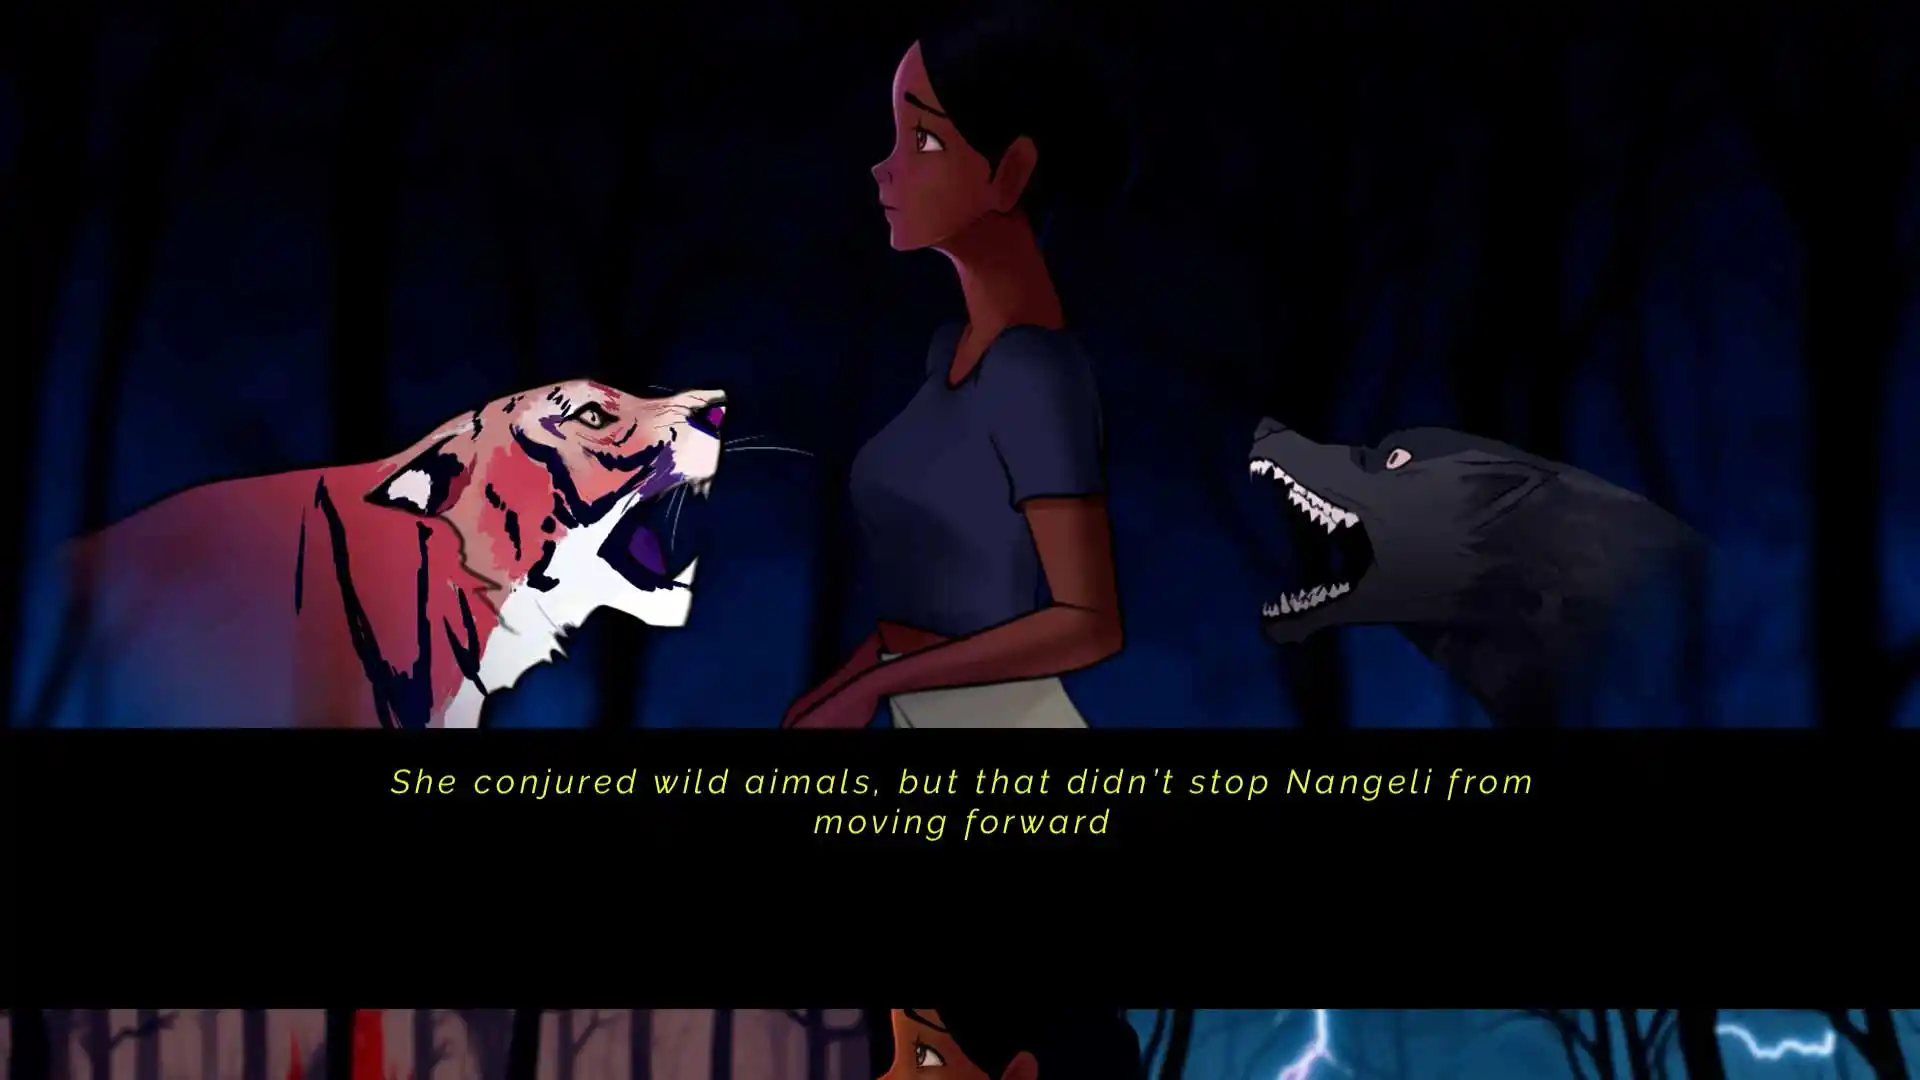 She conjured wild aimals, but that didn't stop Nangeli from
moving forward